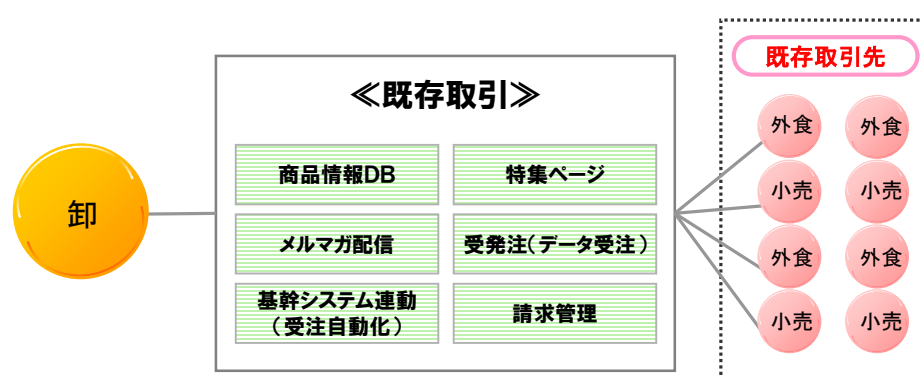 ≪既存取引≫
既存取引先
卸
商品情報DB
特集ページ
メルマガ配信
受発注(データ受注)
基幹システム連動
(受注自動化)
請求管理
外食
外食
小売
小売
外食
外食
小売
小売